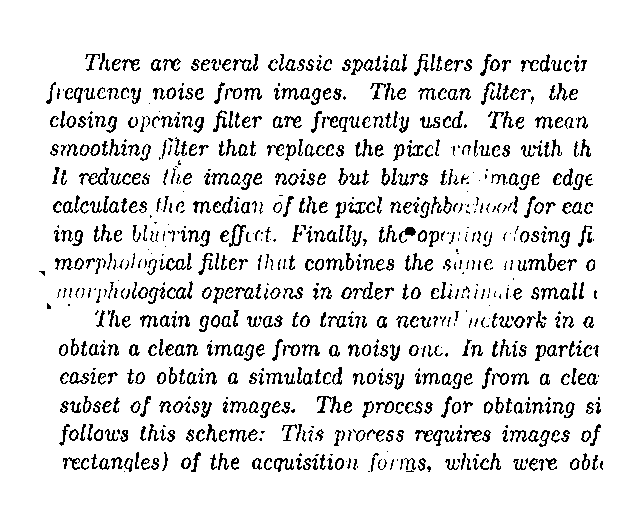 There are several classic spatial filters for reducin
frequency noise from images. The mean filter, the
closing opening filter are frequently used. The mean
smoothing filter that replaces the pixel values with th
It reduces the image noise but blurs the image edge
calculates the median of the pixel neighborhood for eac
ing the blurring effect. Finally, the opening closing fi
morphological filter that combines the same number o
morphological operations in order to eliminate small
The main goal was to train a neural network in a
obtain a clean image from a noisy one. In this partic
easier to obtain a simulated noisy image from a clea
subset of noisy images. The process for obtaining si
follows this scheme: This process requires images of
rectangles) of the acquisition forms, which were obt